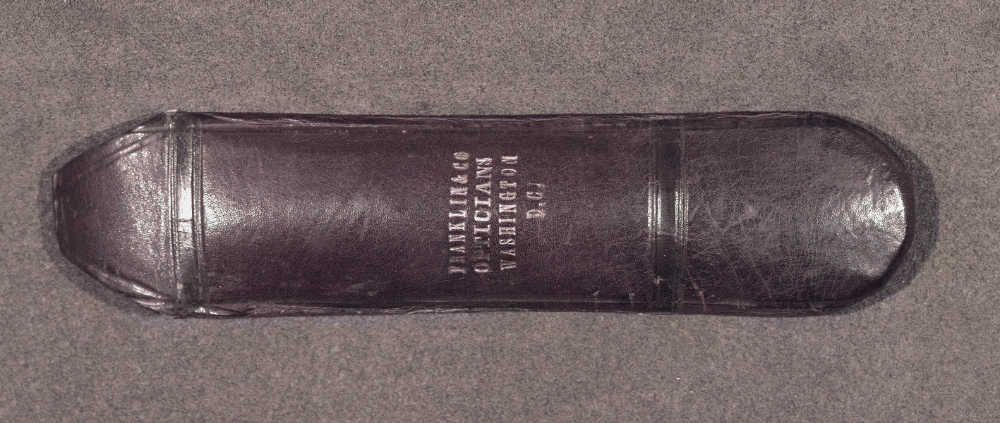 FRANKLIN & CO
OPTICIANS
WASHINGTON
D.C.